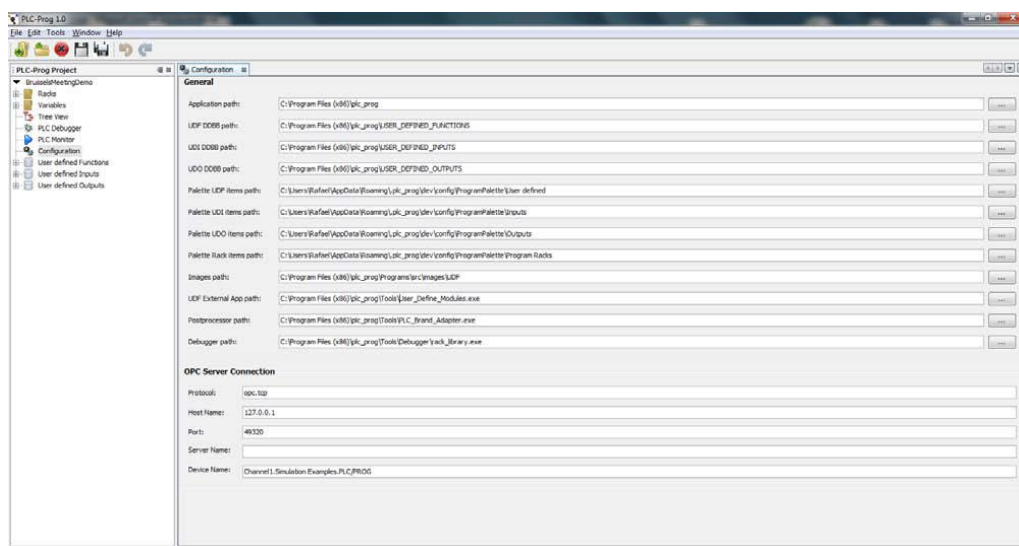 PLC-Prog 1.0
File Edit Tools Window Help
PLC-Prog Project
BrusselsMeetingDemo
Racks
Variables
Tree View
PLC Debugger
PLC Monitor
Configuration
User defined Functions
User defined Inputs
User defined Outputs
Configuration
General
Application path: C:\Program Files (x86)\plc_prog ...
UDF DDBB path: C:\Program Files (x86)\plc_prog\USER_DEFINED_FUNCTIONS ...
UDI DDBB path: C:\Program Files (x86)\plc_prog\USER_DEFINED_INPUTS ...
UDO DDBB path: C:\Program Files (x86)\plc_prog\USER_DEFINED_OUTPUTS ...
Palette UDF items path: C:\Users\Rafael\AppData\Roaming\.plc_prog\dev\config\ProgramPalette\User defined ...
Palette UDI items path: C:\Users\Rafael\AppData\Roaming\.plc_prog\dev\config\ProgramPalette\Inputs ...
Palette UDO items path: C:\Users\Rafael\AppData\Roaming\.plc_prog\dev\config\ProgramPalette\Outputs ...
Palette Rack items path: C:\Users\Rafael\AppData\Roaming\.plc_prog\dev\config\ProgramPalette\Program Racks ...
Images path: C:\Program Files (x86)\plc_prog\Programs\src\images\UDF ...
UDF External App path: C:\Program Files (x86)\plc_prog\Tools\User_Define_Modules.exe ...
Postprocessor path: C:\Program Files (x86)\plc_prog\Tools\PLC_Brand_Adapter.exe ...
Debugger path: C:\Program Files (x86)\plc_prog\Tools\Debugger\rack_library.exe ...
OPC Server Connection
Protocol: opc.tcp
Host Name: 127.0.0.1
Port: 49320
Server Name:
Device Name: Channel1.Simulation Examples.PLC/PROG